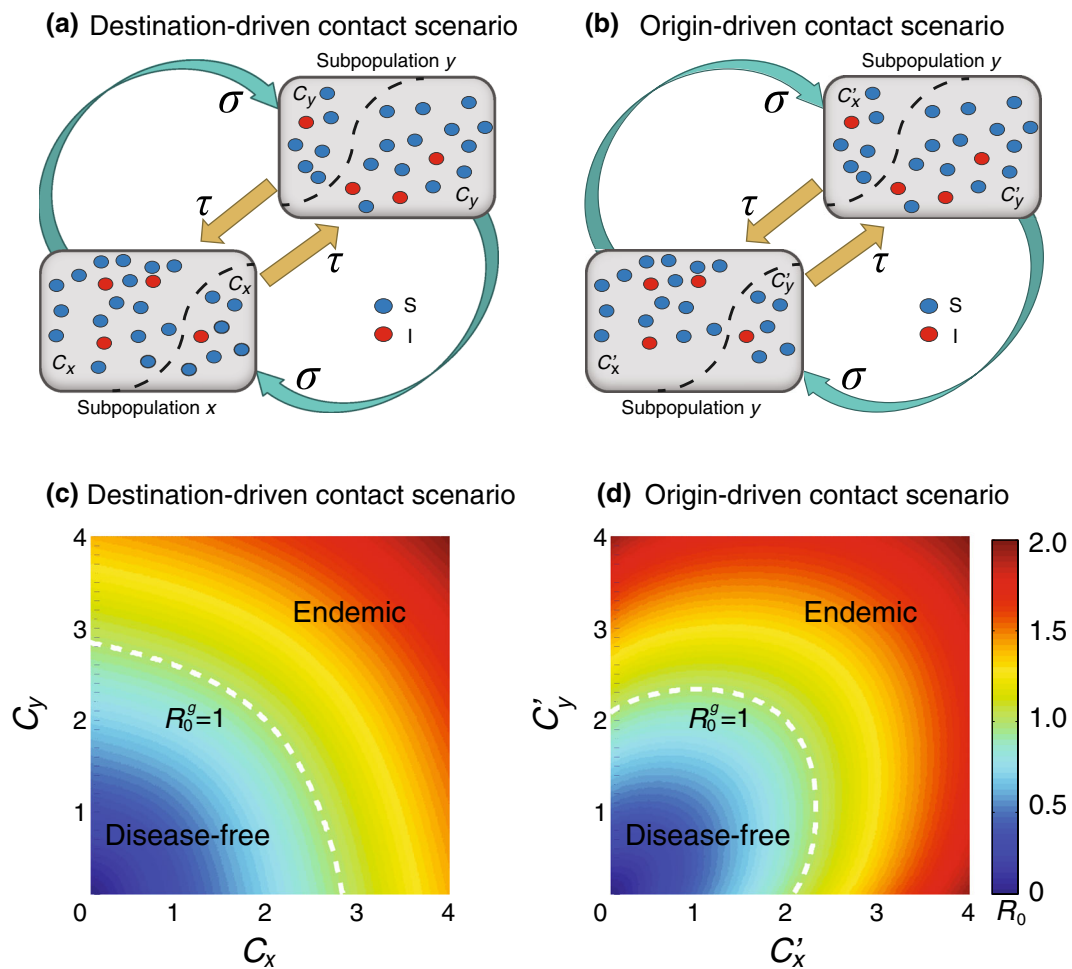 (a) Destination-driven contact scenario
Subpopulation y
C_y
σ
C_y
τ
τ
C_x
S
I
C_x
σ
Subpopulation x
(b) Origin-driven contact scenario
Subpopulation y
C'_x
σ
C'_y
τ
τ
C'_y
S
I
C'_x
σ
Subpopulation y
(c) Destination-driven contact scenario
4
3
2
1
0
C_y
Endemic
R_0^g=1
Disease-free
1
2
3
4
C_x
(d) Origin-driven contact scenario
4
3
2
1
0
C'_y
Endemic
R_0^g=1
Disease-free
1
2
3
4
C'_x
2.0
1.5
1.0
0.5
0
R_0